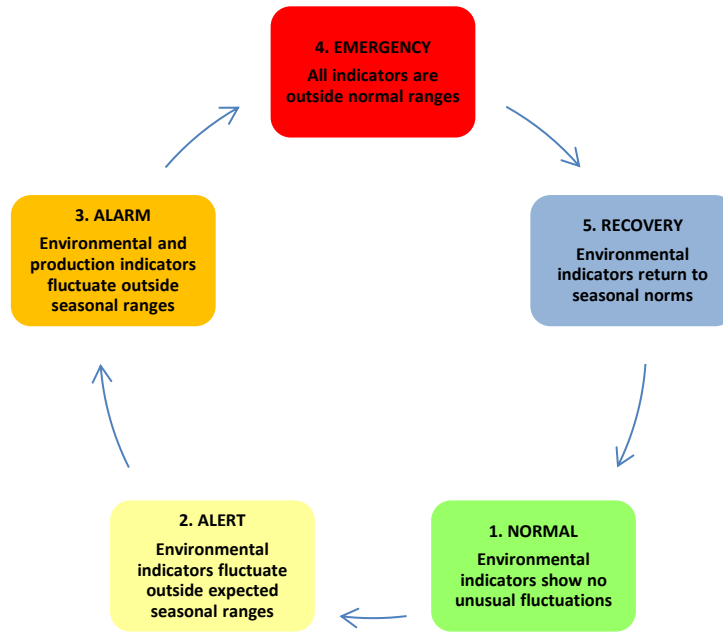 4. EMERGENCY
All indicators are
outside normal ranges
3. ALARM
Environmental and
production indicators
fluctuate outside
seasonal ranges
5. RECOVERY
Environmental
indicators return to
seasonal norms
2. ALERT
Environmental
indicators fluctuate
outside expected
seasonal ranges
1. NORMAL
Environmental
indicators show no
unusual fluctuations